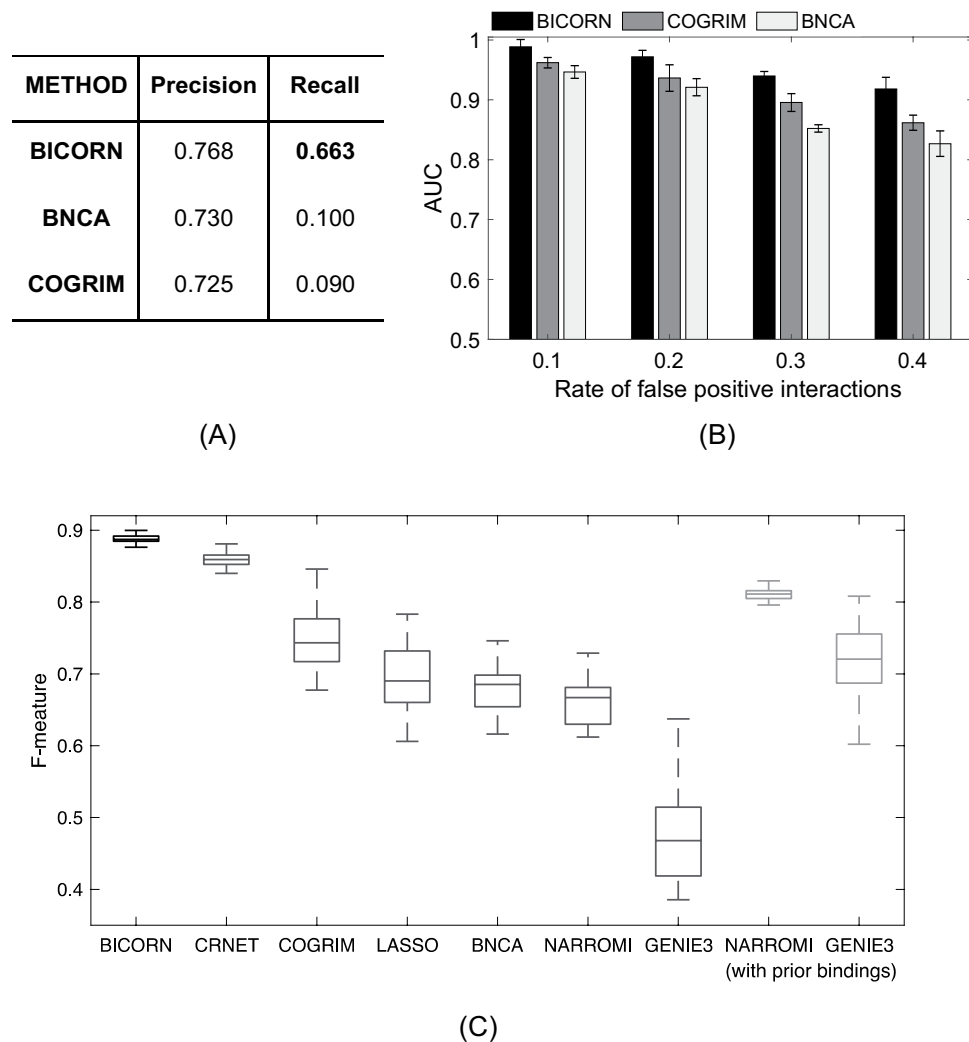 METHOD Precision Recall
BICORN 0.768 0.663
BNCA 0.730 0.100
COGRIM 0.725 0.090
(A)
BICORN COGRIM BNCA
1
0.9
0.8
0.7
0.6
0.5
AUC
0.1 0.2 0.3 0.4
Rate of false positive interactions
(B)
0.9
0.8
0.7
0.6
0.5
0.4
F-meature
BICORN CRNET COGRIM LASSO BNCA NARROMI GENIE3 NARROMI GENIE3
(with prior bindings)
(C)